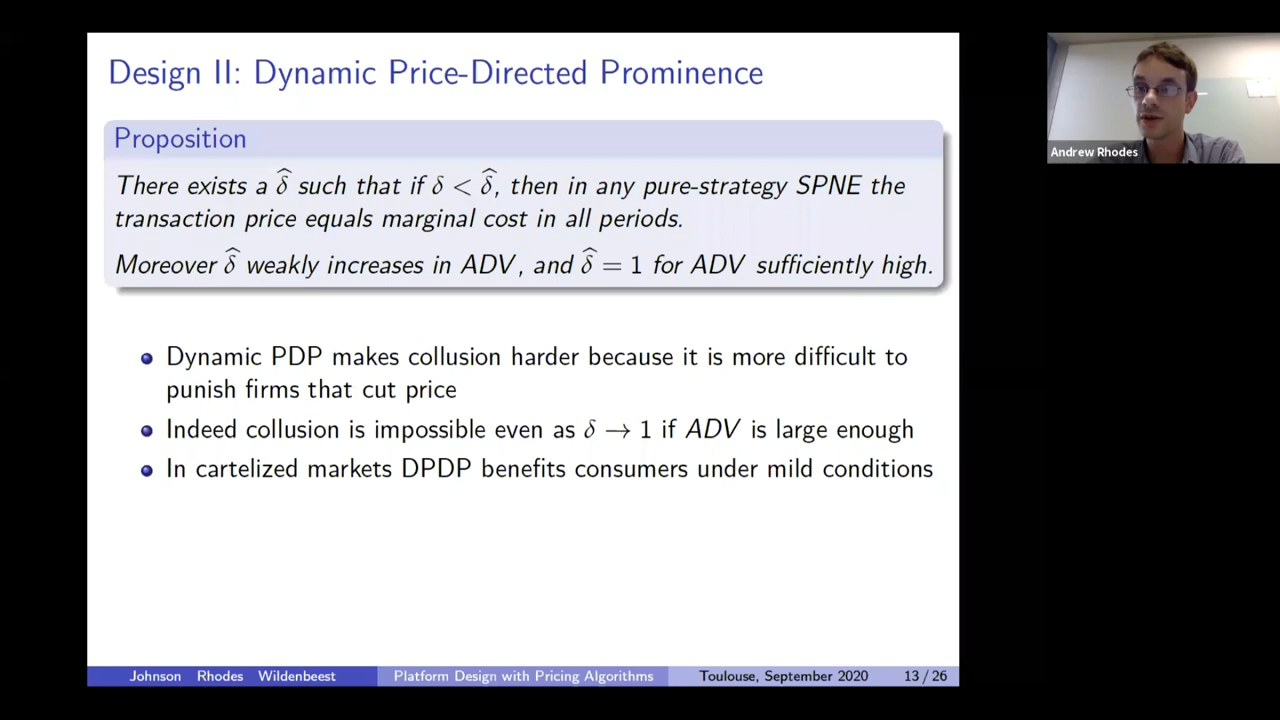 Design II: Dynamic Price-Directed Prominence
Proposition
There exists a δ̂ such that if δ < δ̂, then in any pure-strategy SPNE the
transaction price equals marginal cost in all periods.
Moreover δ̂ weakly increases in ADV, and δ̂ = 1 for ADV sufficiently high.
Dynamic PDP makes collusion harder because it is more difficult to
punish firms that cut price
Indeed collusion is impossible even as δ → 1 if ADV is large enough
In cartelized markets DPDP benefits consumers under mild conditions
Johnson Rhodes Wildenbeest Platform Design with Pricing Algorithms Toulouse, September 2020 13 / 26
Andrew Rhodes